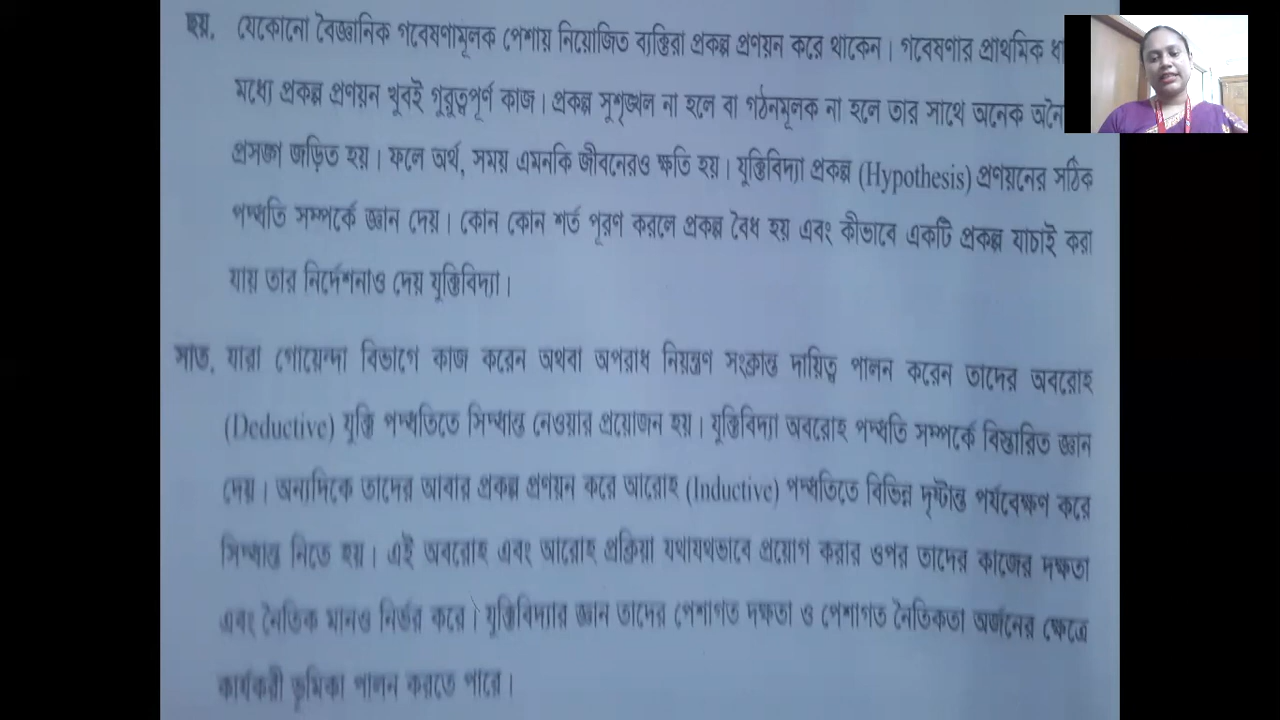 ছয়. যেকোনো বৈজ্ঞানিক গবেষণামূলক পেশায় নিয়োজিত ব্যক্তিরা প্রকল্প প্রণয়ন করে থাকেন। গবেষণার প্রাথমিক
মধ্যে প্রকল্প প্রণয়ন খুবই গুরুত্বপূর্ণ কাজ। প্রকল্প সুশৃঙ্খল না হলে বা গঠনমূলক না হলে তার সাথে অনেক
প্রসঙ্গ জড়িত হয়। ফলে অর্থ, সময় এমনকি জীবনেরও ক্ষতি হয়। যুক্তিবিদ্যা প্রকল্প (Hypothesis) প্রণয়নের সঠিক
পদ্ধতি সম্পর্কে জ্ঞান দেয়। কোন কোন শর্ত পূরণ করলে প্রকল্প বৈধ হয় এবং কীভাবে একটি প্রকল্প যাচাই করা
যায় তার নির্দেশনাও দেয় যুক্তিবিদ্যা।
সাত. যারা গোয়েন্দা বিভাগে কাজ করেন অথবা অপরাধ নিয়ন্ত্রণ সংক্রান্ত দায়িত্ব পালন করেন তাদের অবরোহ
(Deductive) যুক্তি পদ্ধতিতে সিদ্ধান্ত নেওয়ার প্রয়োজন হয়। যুক্তিবিদ্যা অবরোহ পদ্ধতি সম্পর্কে বিস্তারিত জ্ঞান
দেয়। অন্যদিকে তাদের আবার প্রকল্প প্রণয়ন করে আরোহ (Inductive) পদ্ধতিতে বিভিন্ন দৃষ্টান্ত পর্যবেক্ষণ করে
সিদ্ধান্ত নিতে হয়। এই অবরোহ এবং আরোহ প্রক্রিয়া যথাযথভাবে প্রয়োগ করার ওপর তাদের কাজের দক্ষতা
এবং নৈতিক মানও নির্ভর করে। যুক্তিবিদ্যার জ্ঞান তাদের পেশাগত দক্ষতা ও পেশাগত নৈতিকতা অর্জনের ক্ষেত্রে
কার্যকরী ভূমিকা পালন করতে পারে।